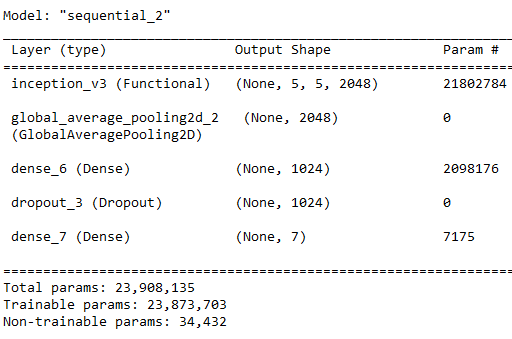 Model: "sequential_2"
Layer (type) Output Shape Param #
inception_v3 (Functional) (None, 5, 5, 2048) 21802784
global_average_pooling2d_2 (None, 2048) 0
(GlobalAveragePooling2D)
dense_6 (Dense) (None, 1024) 2098176
dropout_3 (Dropout) (None, 1024) 0
dense_7 (Dense) (None, 7) 7175
Total params: 23,908,135
Trainable params: 23,873,703
Non-trainable params: 34,432